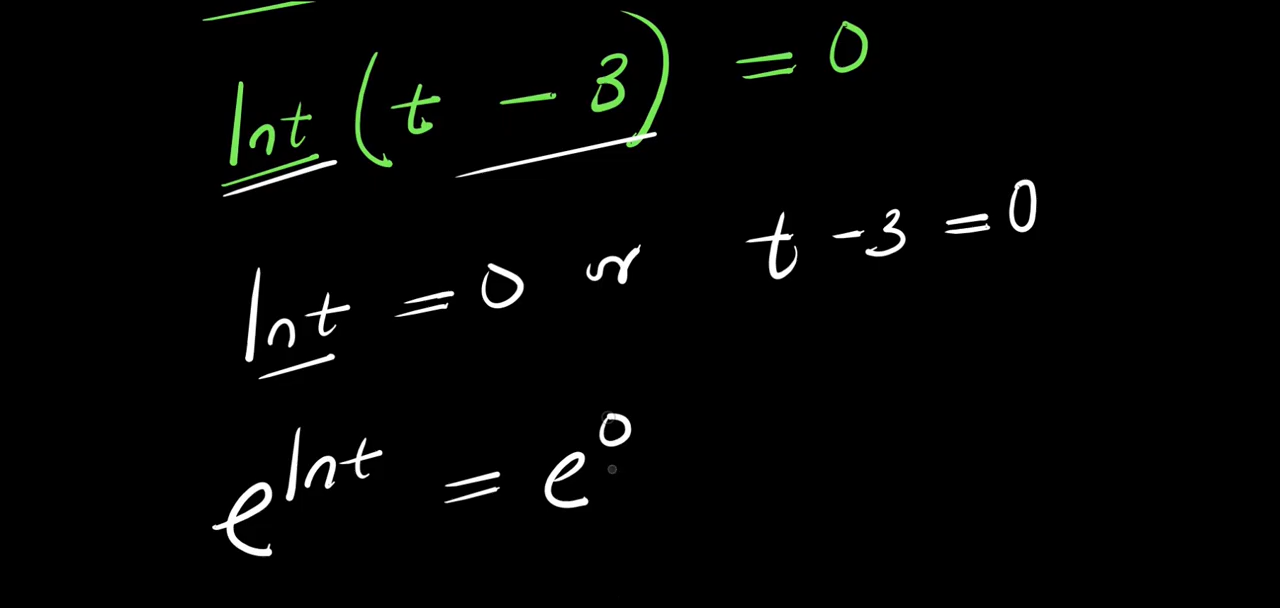 ln t (t - 3) = 0
ln t = 0 or t - 3 = 0
e^{ln t} = e^0